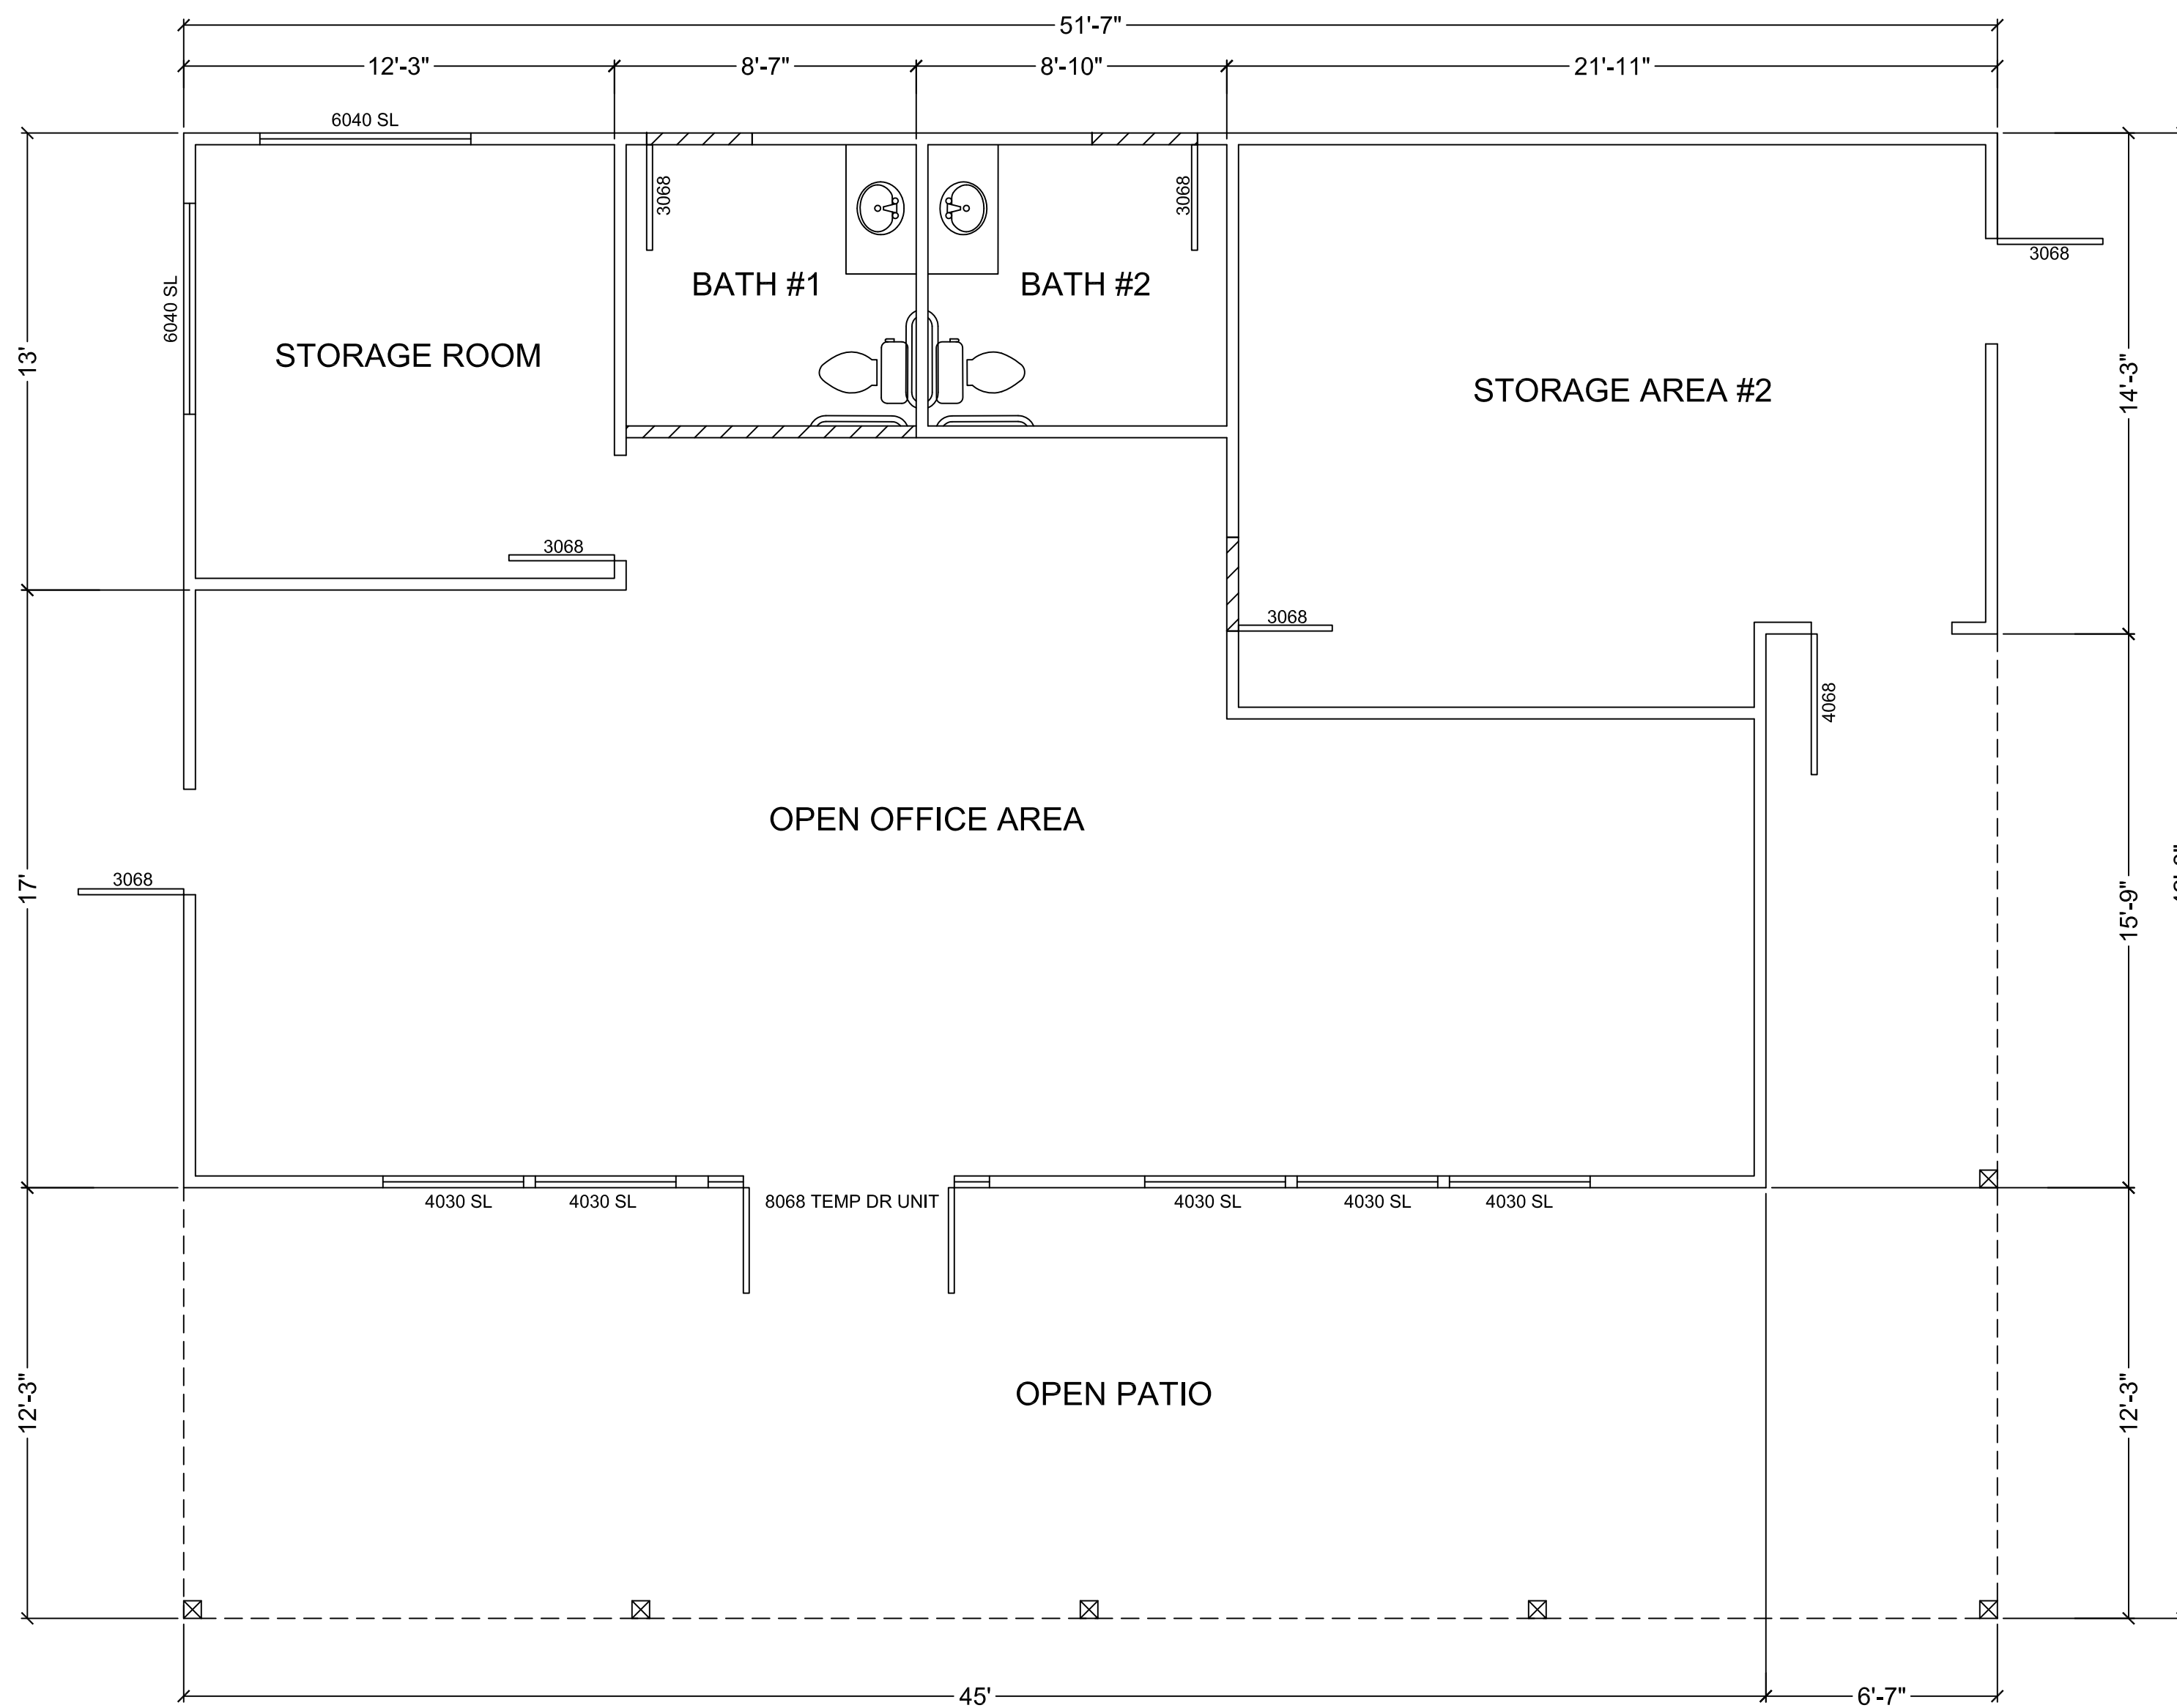 51'-7"
12'-3"
8'-7"
8'-10"
21'-11"
6040 SL
3068
3068
3068
6040 SL
BATH #1
BATH #2
13'
STORAGE ROOM
STORAGE AREA #2
14'-3"
3068
3068
4068
OPEN OFFICE AREA
17'
3068
15'-9"
4030 SL
4030 SL
8068 TEMP DR UNIT
4030 SL
4030 SL
4030 SL
12'-3"
OPEN PATIO
12'-3"
45'
6'-7"